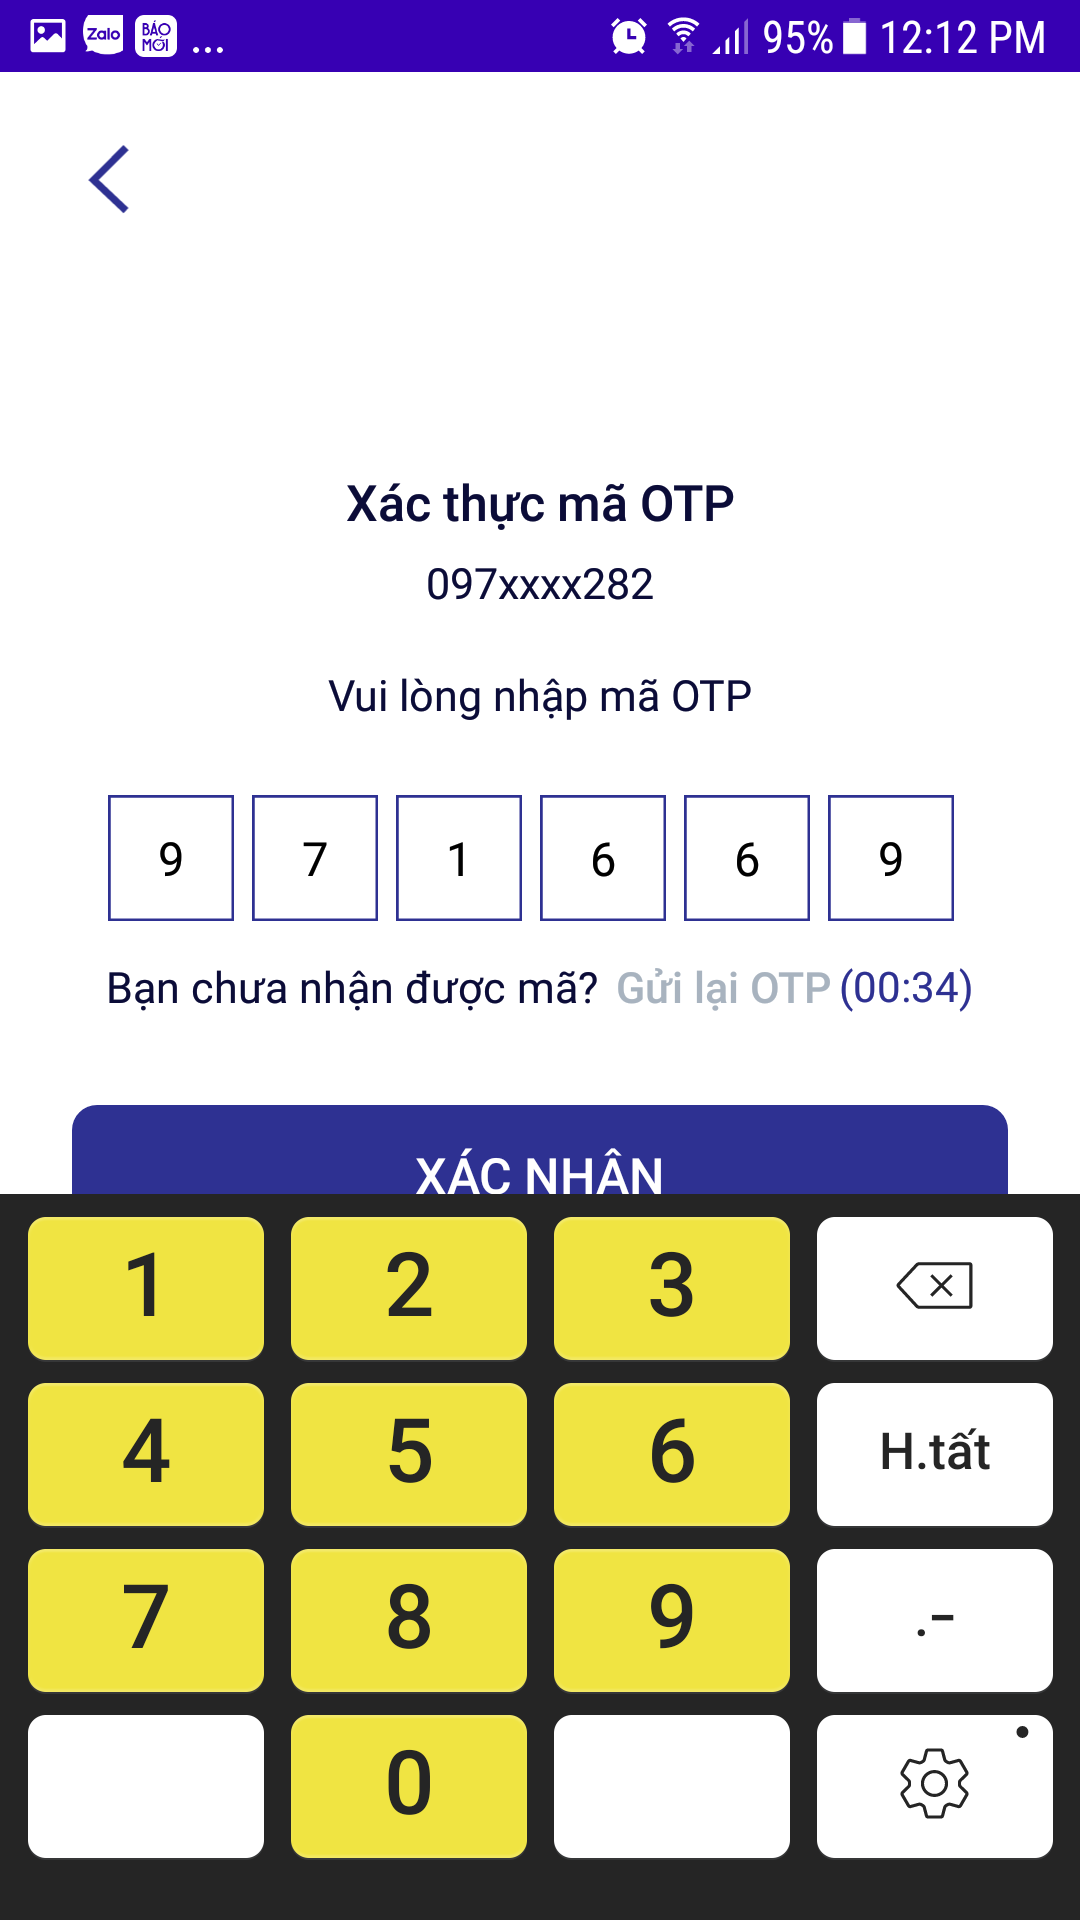 Zalo BÁO MỚI ... 95% 12:12 PM
Xác thực mã OTP
097xxxx282
Vui lòng nhập mã OTP
9 7 1 6 6 9
Bạn chưa nhận được mã? Gửi lại OTP (00:34)
XÁC NHẬN
1 2 3
4 5 6 H.tất
7 8 9 .-
0